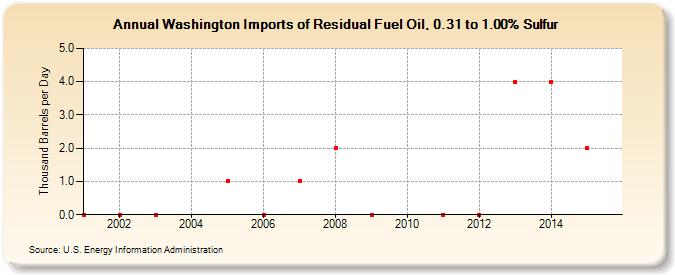 Annual Washington Imports of Residual Fuel Oil, 0.31 to 1.00% Sulfur
Thousand Barrels per Day
5.0
4.0
3.0
2.0
1.0
0.0
2002 2004 2006 2008 2010 2012 2014
Source: U.S. Energy Information Administration